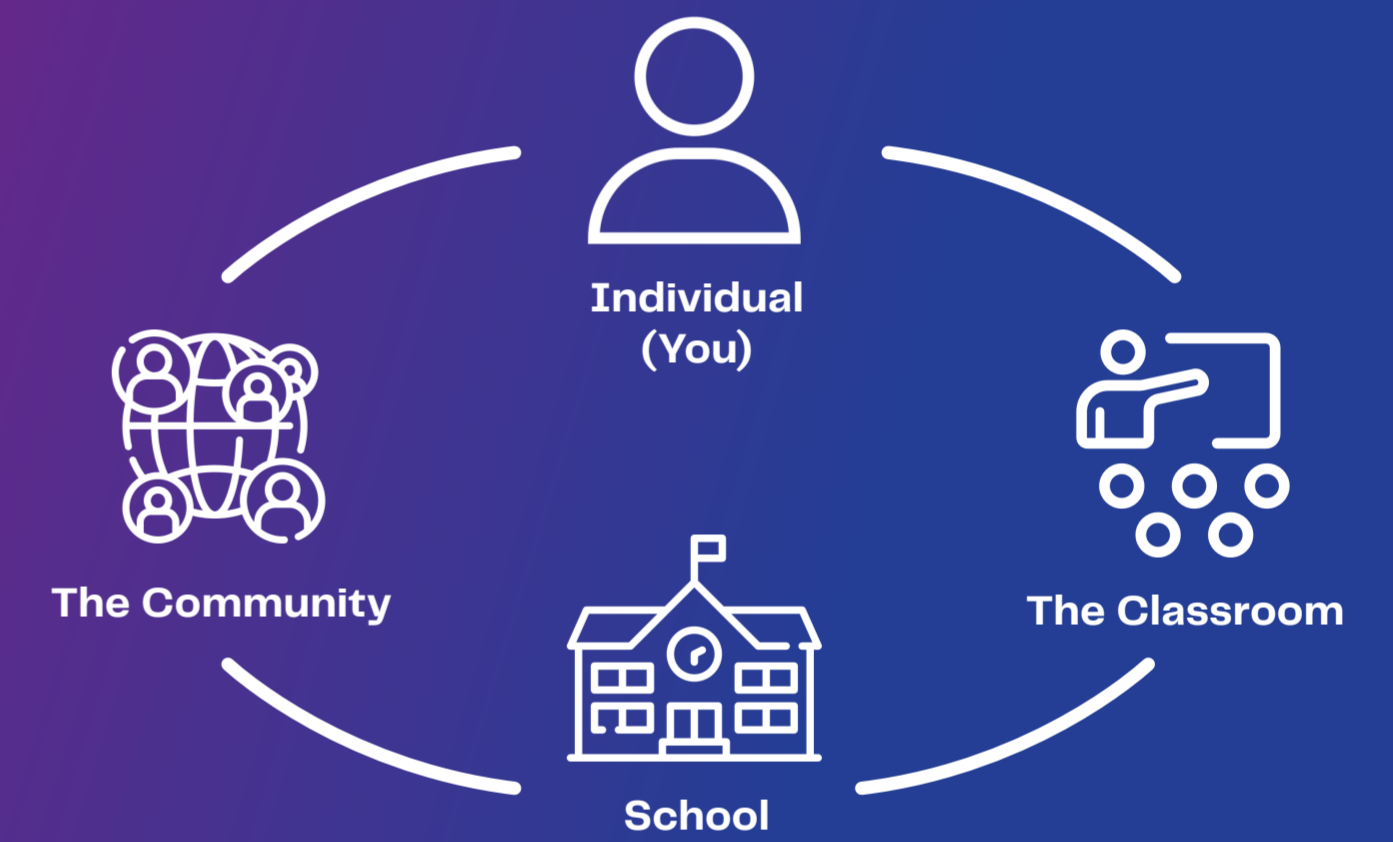 Individual
(You)
The Community
The Classroom
School